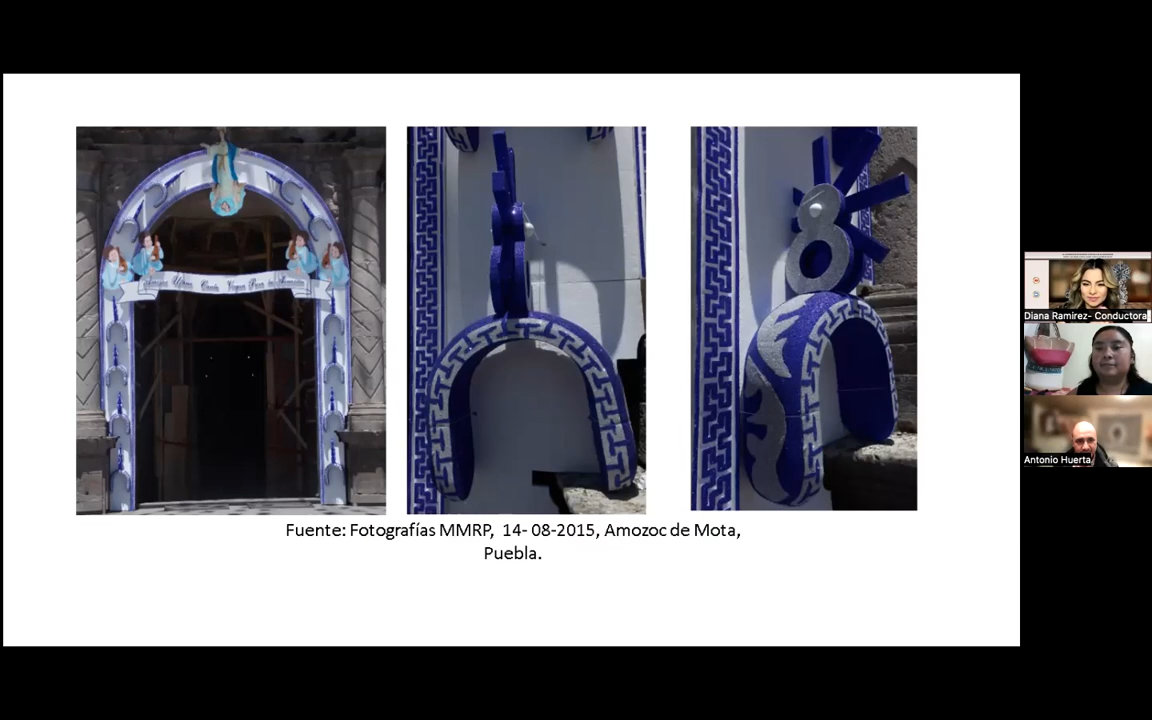 Fuente: Fotografías MMRP, 14- 08-2015, Amozoc de Mota,
Puebla.
Diana Ramirez- Conductora
Antonio Huerta